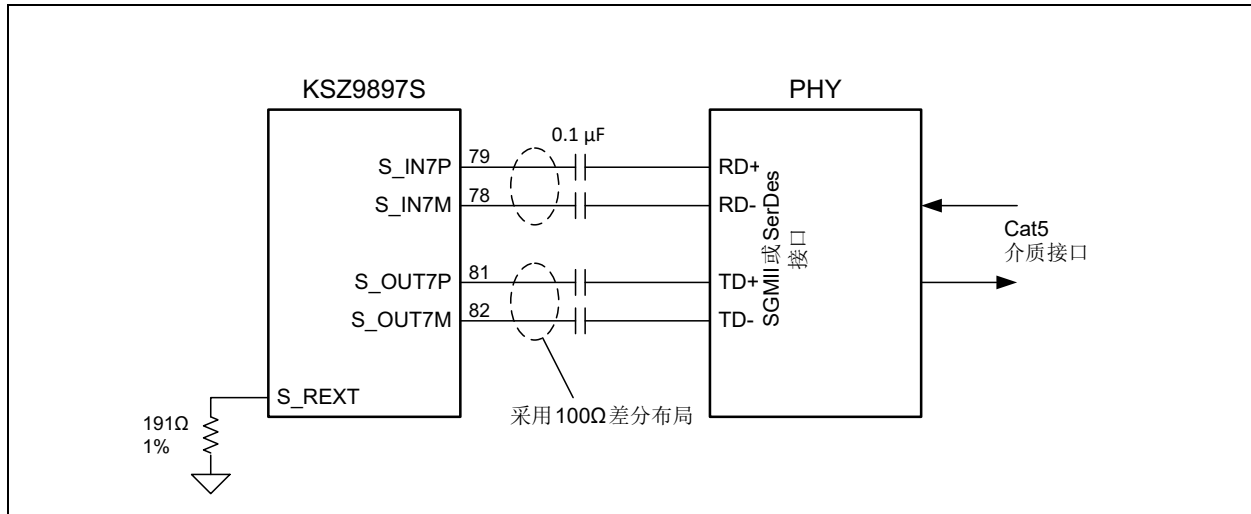 KSZ9897S
PHY
0.1 µF
S_IN7P
79
RD+
S_IN7M
78
RD-
S_OUT7P
81
TD+
S_OUT7M
82
TD-
SGMII或SerDes
接口
Cat5
介质接口
S_REXT
采用100Ω差分布局
191Ω
1%